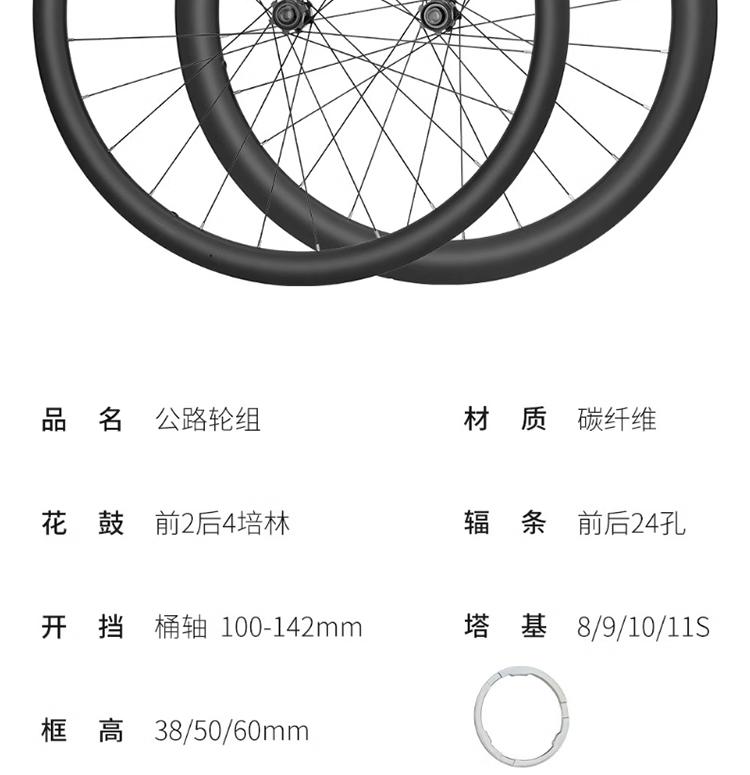 品 名 公路轮组 材 质 碳纤维
花 鼓 前2后4培林 辐 条 前后24孔
开 挡 桶轴 100-142mm 塔 基 8/9/10/11S
框 高 38/50/60mm